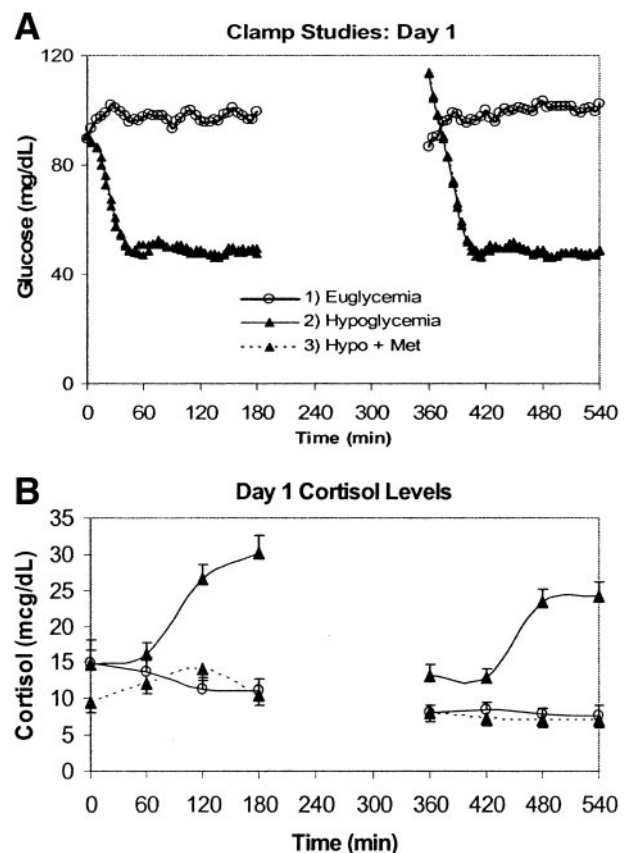 A
Clamp Studies: Day 1
120
80
40
0
Glucose (mg/dL)
1) Euglycemia
2) Hypoglycemia
3) Hypo + Met
0 60 120 180 240 300 360 420 480 540
Time (min)
B
Day 1 Cortisol Levels
35
30
25
20
15
10
5
0
Cortisol (mcg/dL)
0 60 120 180 240 300 360 420 480 540
Time (min)